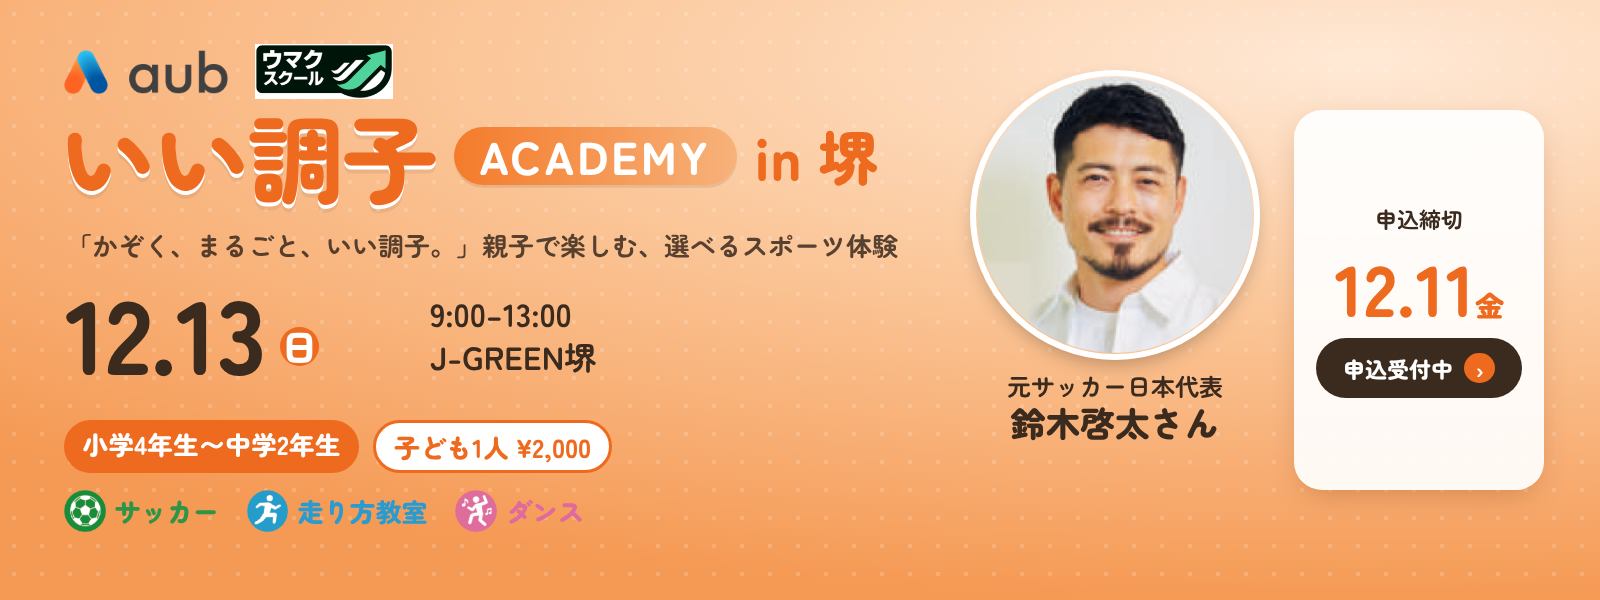 aub
ウマク
スクール
いい調子 ACADEMY in 堺
「かぞく、まるごと、いい調子。」親子で楽しむ、選べるスポーツ体験
12.13 日
9:00–13:00
J-GREEN堺
小学4年生〜中学2年生
子ども1人 ¥2,000
サッカー
走り方教室
ダンス
元サッカー日本代表
鈴木啓太さん
申込締切
12.11金
申込受付中 ›